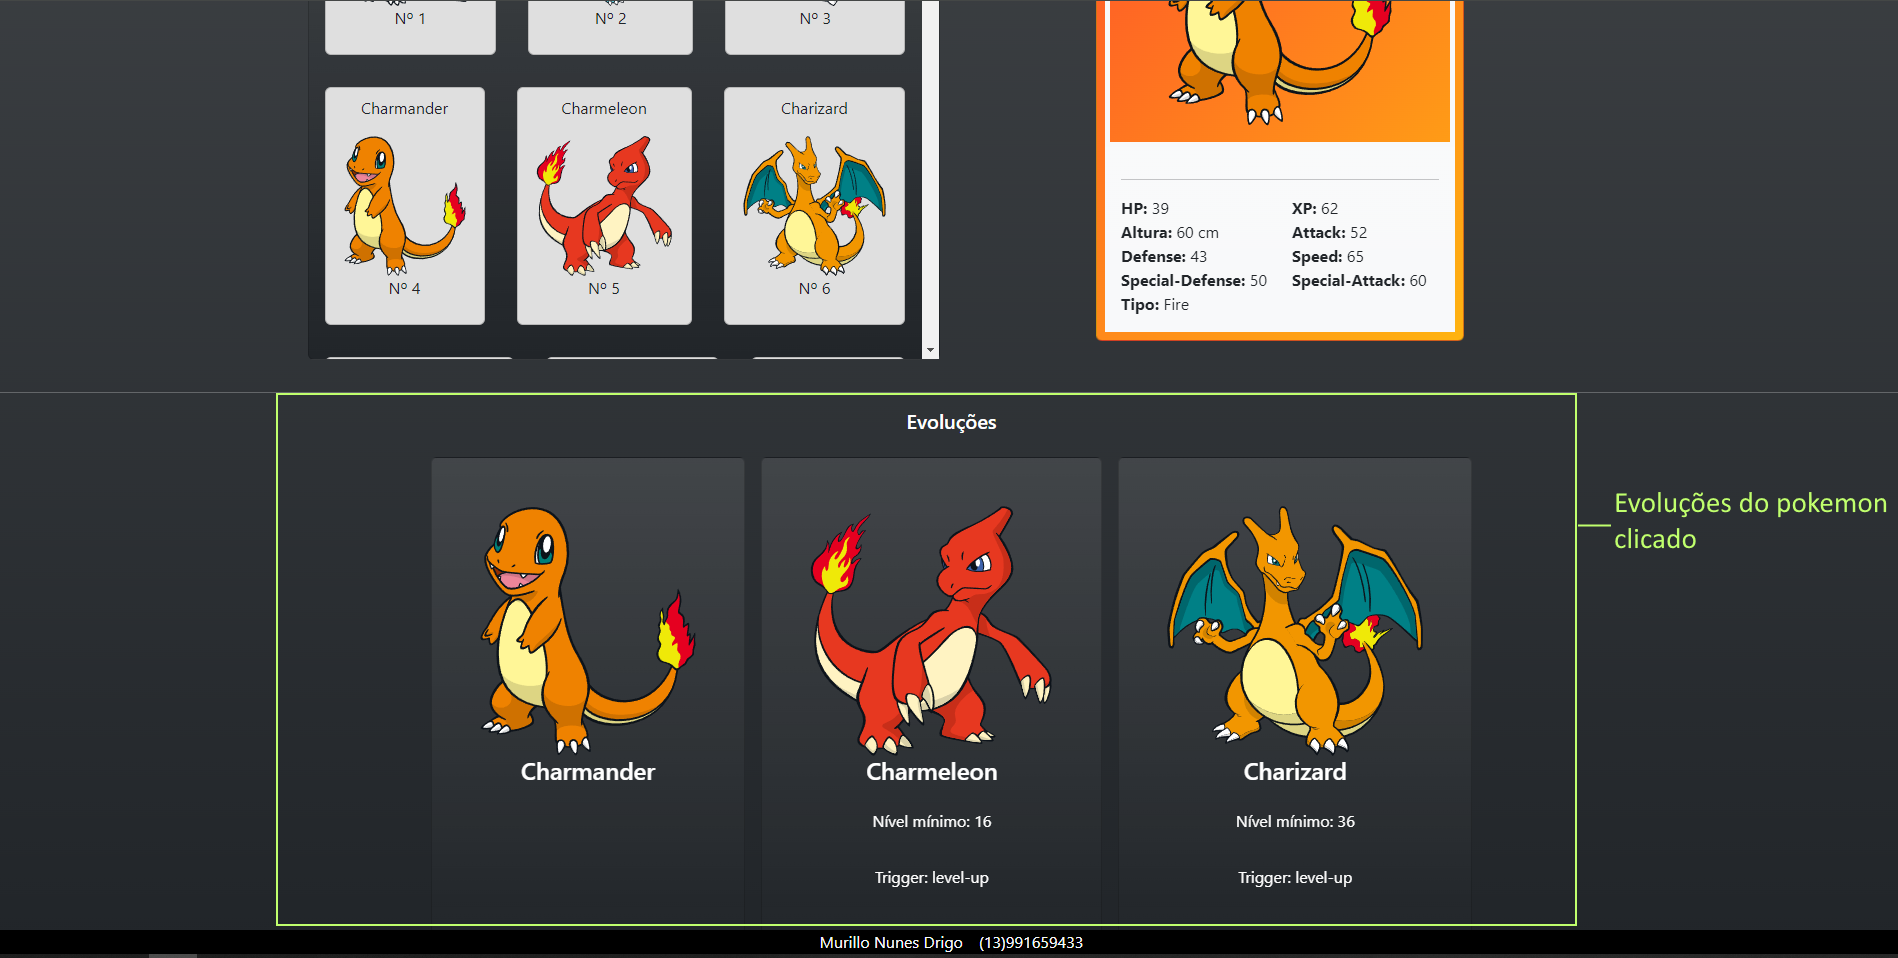 Nº 1
Nº 2
Nº 3
Charmander
Charmeleon
Charizard
Nº 4
Nº 5
Nº 6
HP: 39
XP: 62
Altura: 60 cm
Attack: 52
Defense: 43
Speed: 65
Special-Defense: 50
Special-Attack: 60
Tipo: Fire
Evoluções
Charmander
Charmeleon
Nível mínimo: 16
Trigger: level-up
Charizard
Nível mínimo: 36
Trigger: level-up
Evoluções do pokemon
clicado
Murillo Nunes Drigo (13)991659433